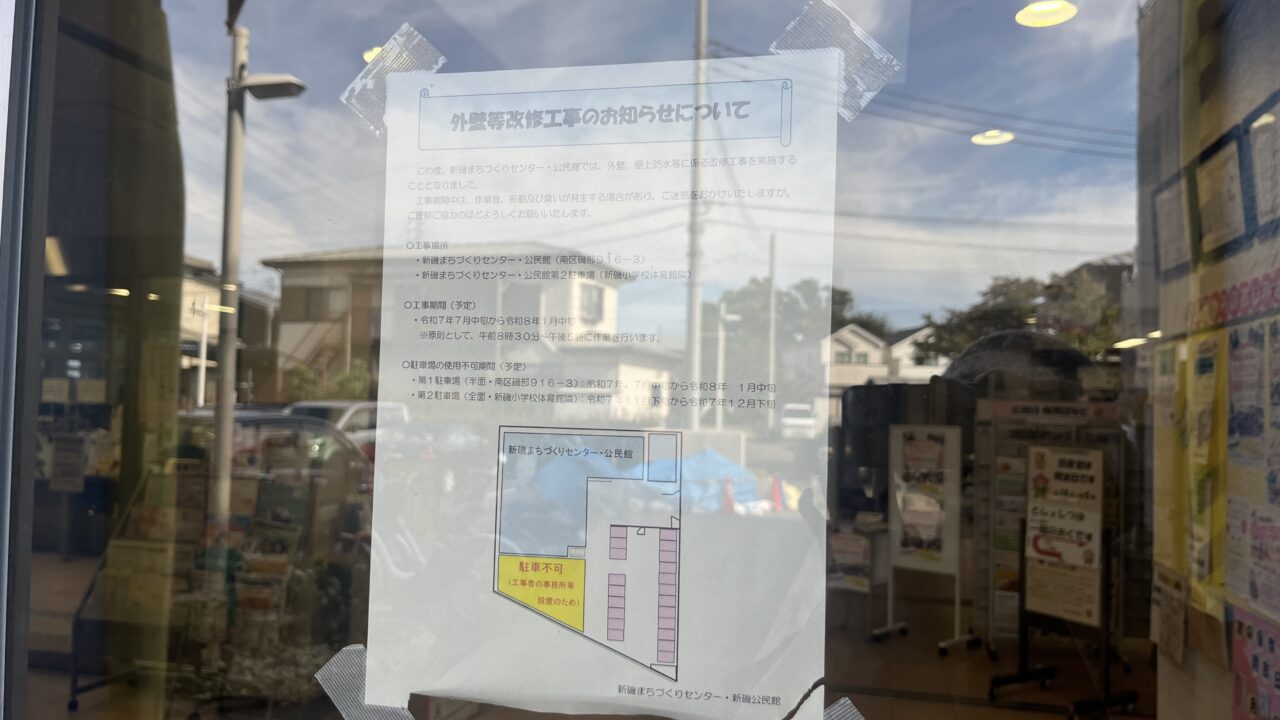 外壁等改修工事のお知らせについて
この度、新磯まちづくりセンター・公民館では、外壁、屋上防水等に係る改修工事を実施する
こととなりました。
工事期間中は、作業音、振動及び臭いが発生する場合があり、ご迷惑をおかけいたしますが、
ご理解ご協力のほどよろしくお願いいたします。
○工事場所
・新磯まちづくりセンター・公民館（南区磯部９１６－３）
・新磯まちづくりセンター・公民館第２駐車場（新磯小学校体育館隣）
○工事期間（予定）
・令和７年７月中旬から令和８年１月中旬
※原則として、午前８時３０分～午後５時に作業を行います。
○駐車場の使用不可期間（予定）
・第１駐車場（半面・南区磯部９１６－３）：令和７年　７月中旬から令和８年　１月中旬
・第２駐車場（全面・新磯小学校体育館隣）：令和７年１１月下旬から令和７年１２月下旬
新磯まちづくりセンター・公民館
駐車不可
（工事者の事務所等
設置のため）
新磯まちづくりセンター・新磯公民館